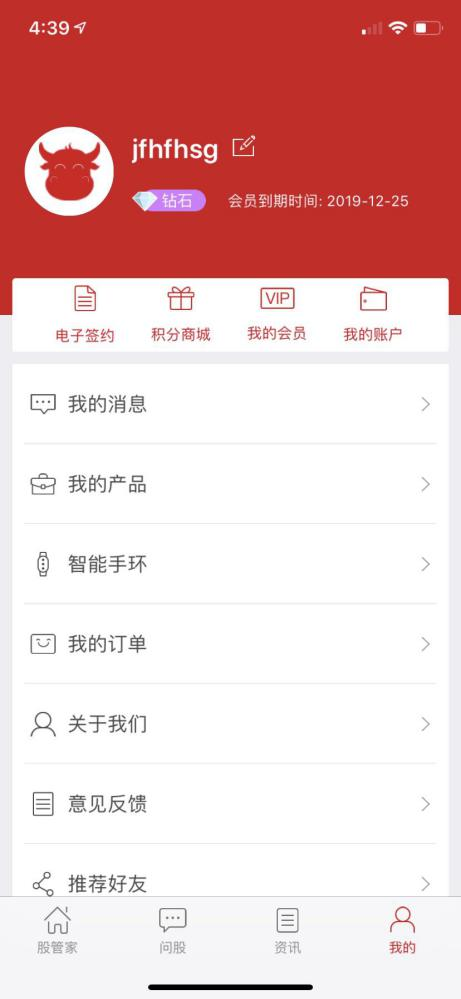 4:39
jfhfhsg
钻石 会员到期时间: 2019-12-25
VIP
电子签约 积分商城 我的会员 我的账户
我的消息
我的产品
智能手环
我的订单
关于我们
意见反馈
推荐好友
股管家 问股 资讯 我的